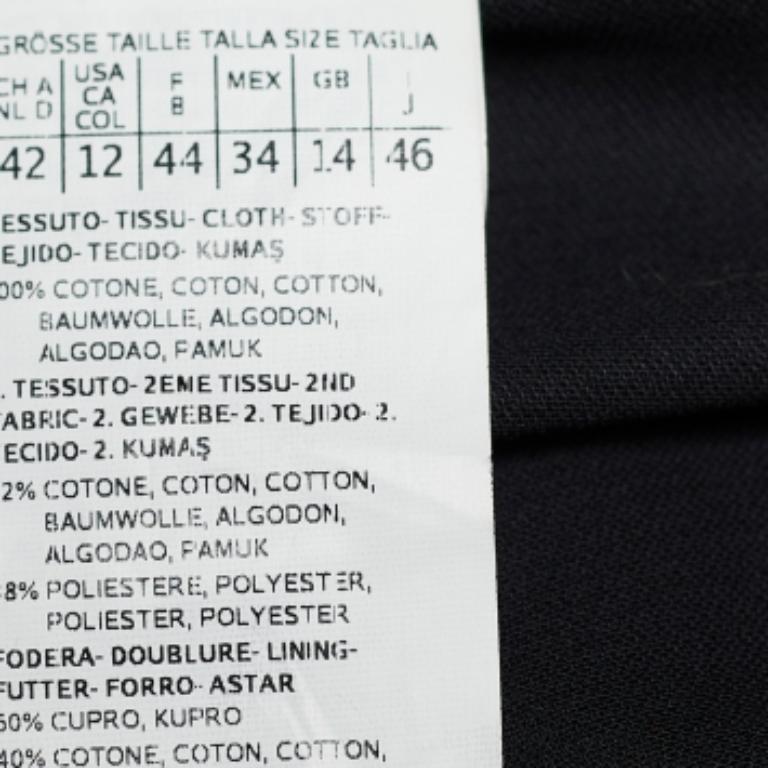 GRÖSSE TAILLE TALLA SIZE TAGLIA
CH A USA F MEX GB I
NL D CA B J
COL
42 12 44 34 14 46
ESSUTO- TISSU- CLOTH- STOFF-
EJIDO- TECIDO- KUMAŞ
00% COTONE, COTON, COTTON,
BAUMWOLLE, ALGODON,
ALGODAO, PAMUK
. TESSUTO- 2EME TISSU- 2ND
ABRIC- 2. GEWEBE- 2. TEJIDO- 2.
ECIDO- 2. KUMAŞ
2% COTONE, COTON, COTTON,
BAUMWOLLE, ALGODON,
ALGODAO, PAMUK
8% POLIESTERE, POLYESTER,
POLIESTER, POLYESTER
FODERA- DOUBLURE- LINING-
FUTTER- FORRO- ASTAR
60% CUPRO, KUPRO
40% COTONE, COTON, COTTON,